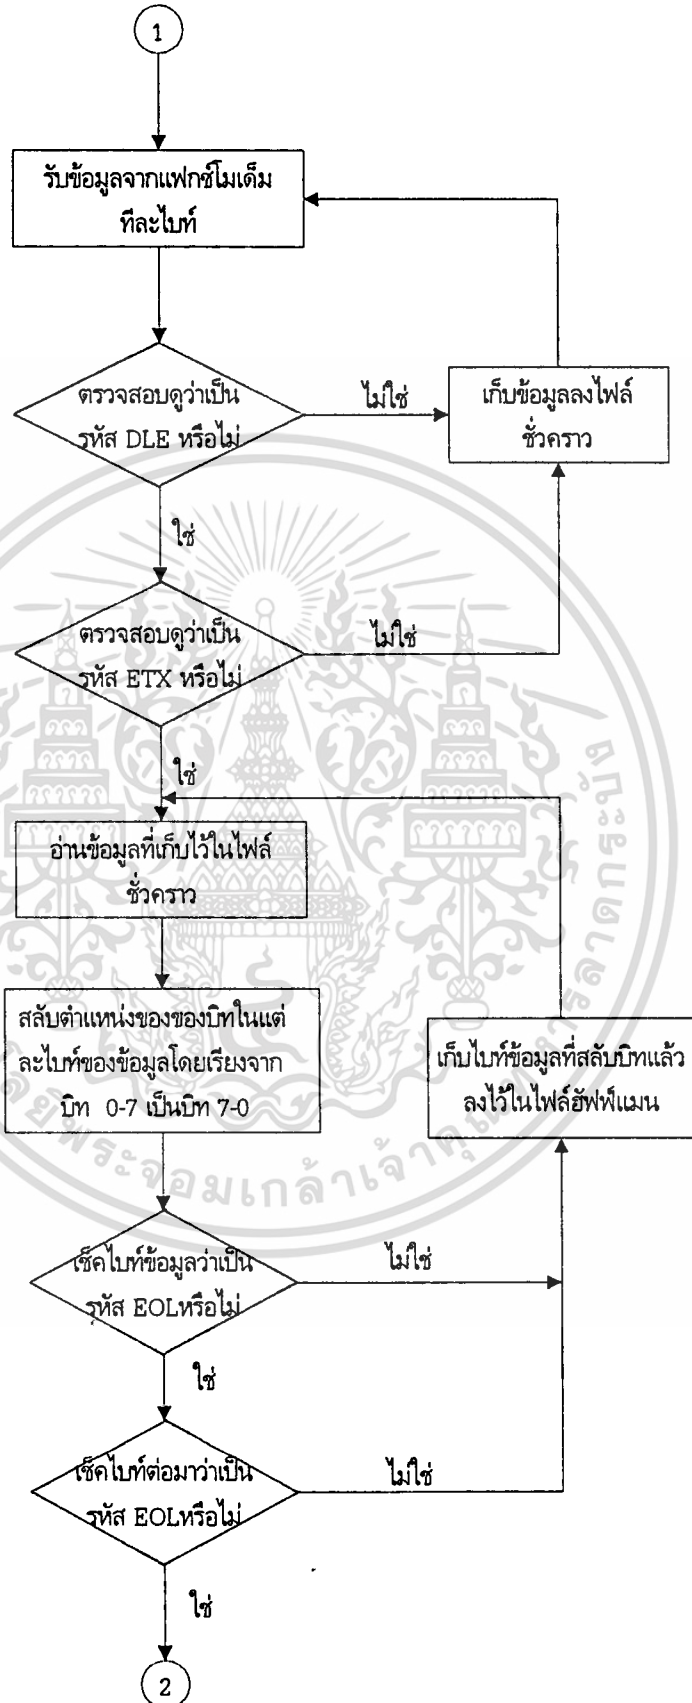 1
รับข้อมูลจากแฟกซ์โมเด็ม
ทีละไบท์
ตรวจสอบดูว่าเป็น
รหัส DLE หรือไม่
ไม่ใช่
เก็บข้อมูลลงไฟล์
ชั่วคราว
ใช่
ตรวจสอบดูว่าเป็น
รหัส ETX หรือไม่
ไม่ใช่
ใช่
อ่านข้อมูลที่เก็บไว้ในไฟล์
ชั่วคราว
สลับตำแหน่งของของบิทในแต่
ละไบท์ของข้อมูลโดยเรียงจาก
บิท 0-7 เป็นบิท 7-0
เก็บไบท์ข้อมูลที่สลับบิทแล้ว
ลงไว้ในไฟล์ฮัฟฟ์แมน
เช็คไบท์ข้อมูลว่าเป็น
รหัส EOLหรือไม่
ไม่ใช่
ใช่
เช็คไบท์ต่อมาว่าเป็น
รหัส EOLหรือไม่
ไม่ใช่
ใช่
2